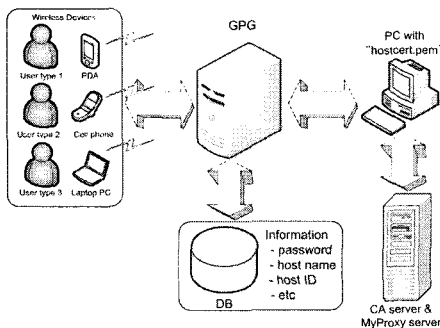 Wireless Devices
User type 1
PDA
User type 2
Cell phone
User type 3
Laptop PC
GPG
PC with
"hostcert.pem"
Information
- password
- host name
- host ID
- etc
DB
CA server &
MyProxy server